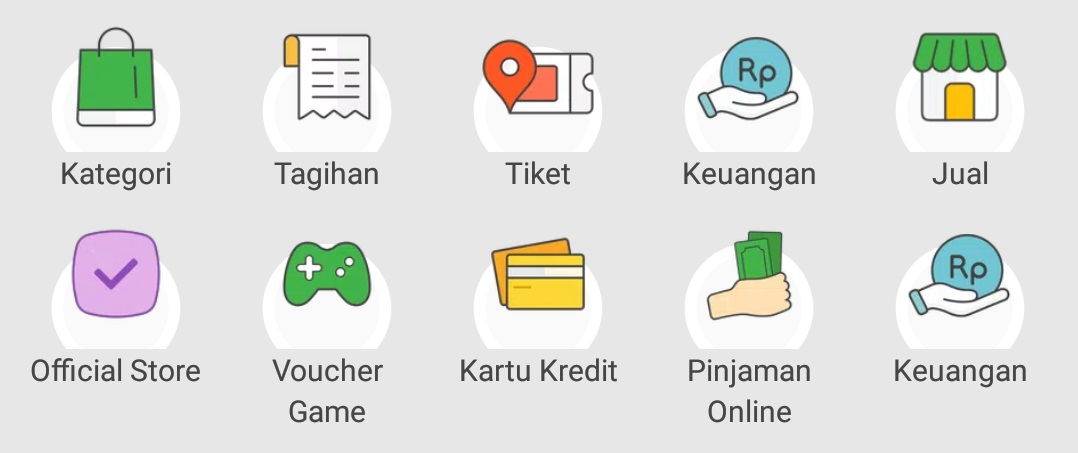 Rp
Kategori
Tagihan
Tiket
Keuangan
Jual
Rp
Official Store
Voucher
Game
Kartu Kredit
Pinjaman
Online
Keuangan